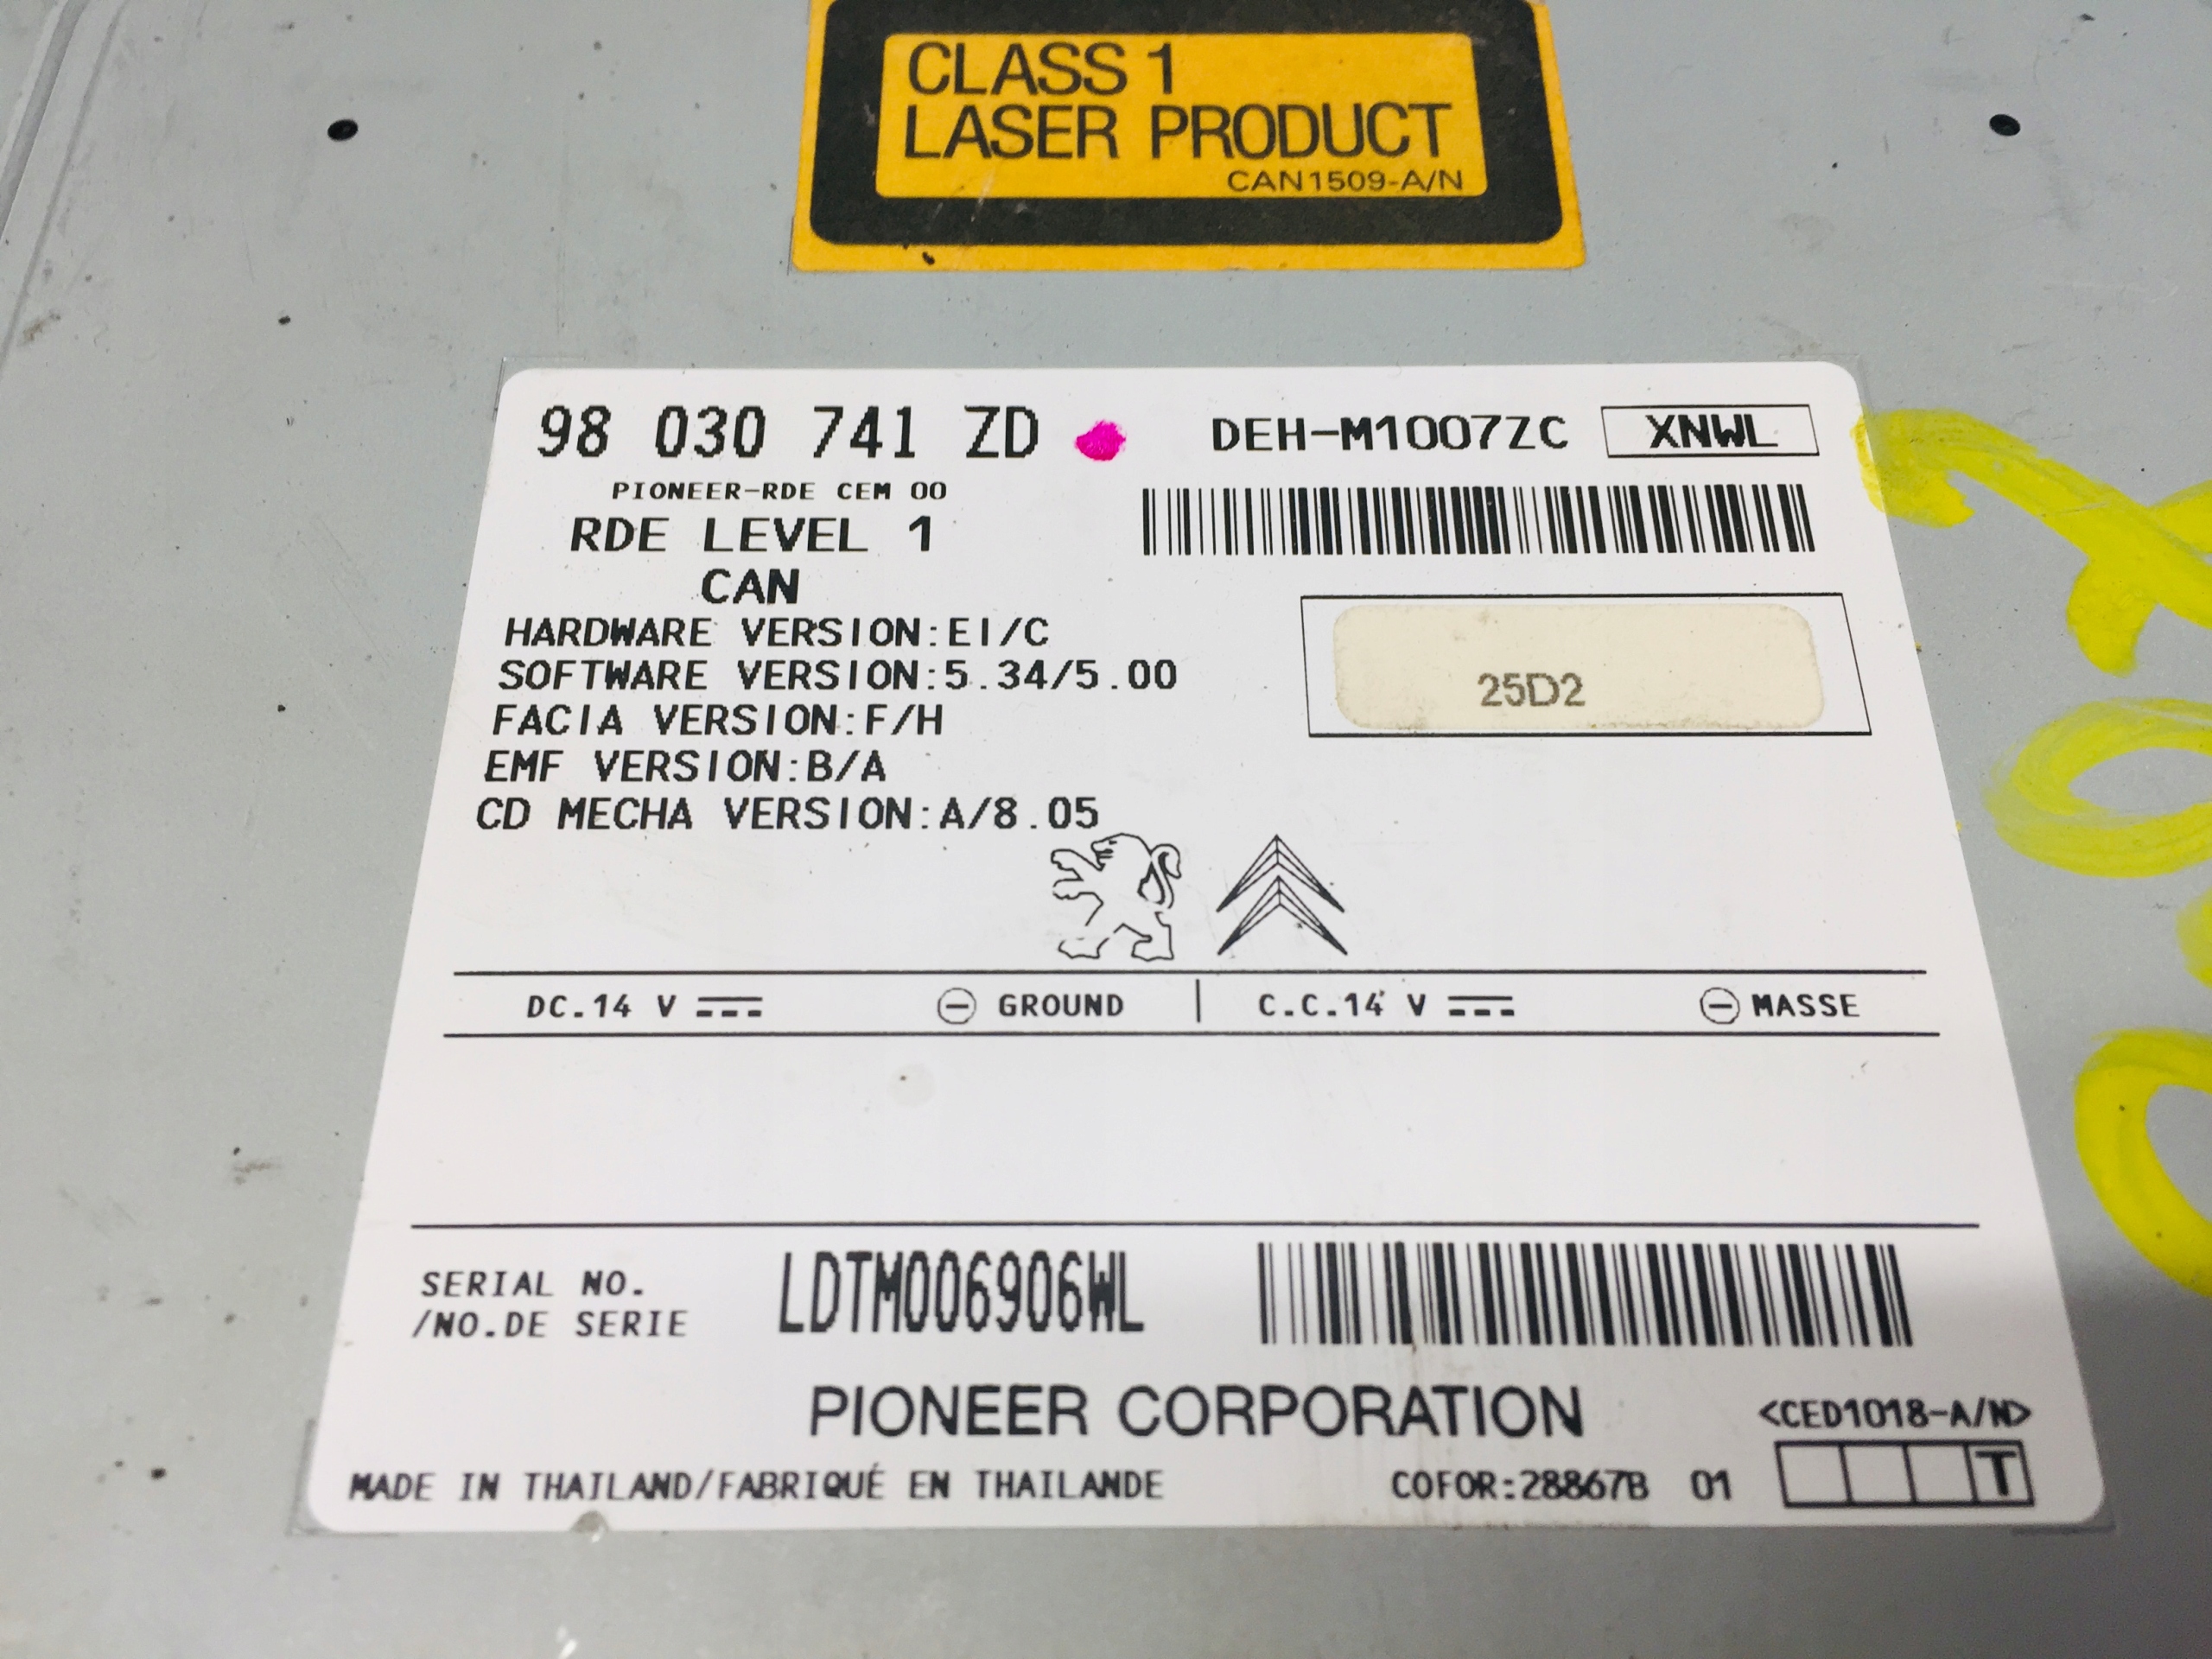 CLASS 1
LASER PRODUCT
CAN1509-A/N
98 030 741 ZD DEH-M1007ZC XNWL
PIONEER-RDE CEM 00
RDE LEVEL 1
CAN
HARDWARE VERSION:EI/C
SOFTWARE VERSION:5.34/5.00
25D2
FACIA VERSION:F/H
EMF VERSION:B/A
CD MECHA VERSION:A/8.05
DC.14 V GROUND | C.C.14 V MASSE
SERIAL NO.
/NO.DE SERIE
LDTM006906WL
PIONEER CORPORATION
<CED1018-A/N>
MADE IN THAILAND/FABRIQUÉ EN THAILANDE COFOR:28867B 01 T